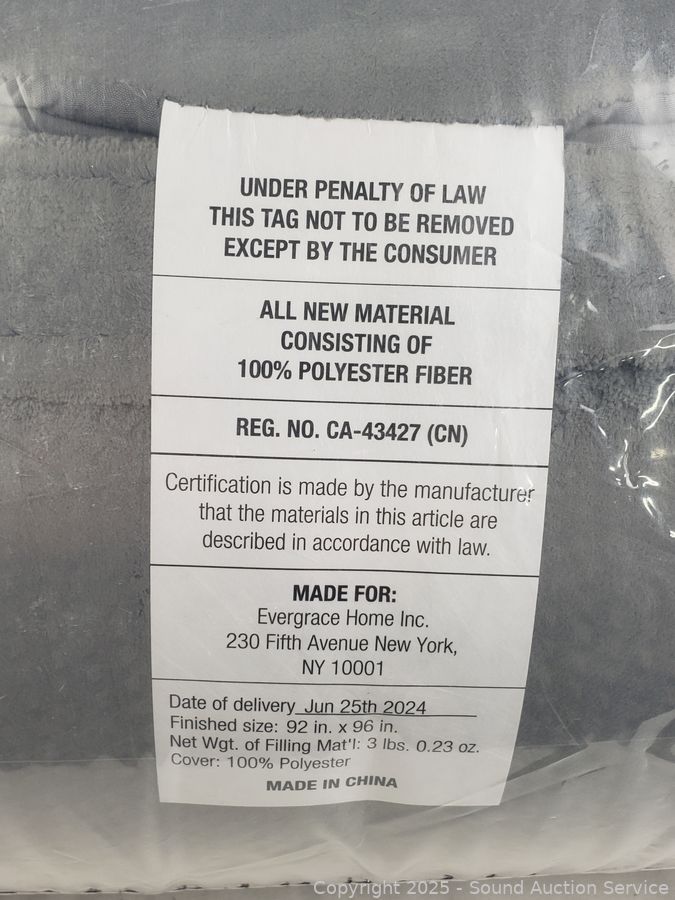 UNDER PENALTY OF LAW
THIS TAG NOT TO BE REMOVED
EXCEPT BY THE CONSUMER
ALL NEW MATERIAL
CONSISTING OF
100% POLYESTER FIBER
REG. NO. CA-43427 (CN)
Certification is made by the manufacturer
that the materials in this article are
described in accordance with law.
MADE FOR:
Evergrace Home Inc.
230 Fifth Avenue New York,
NY 10001
Date of delivery Jun 25th 2024
Finished size: 92 in. x 96 in.
Net Wgt. of Filling Mat'l: 3 lbs. 0.23 oz.
Cover: 100% Polyester
MADE IN CHINA
Copyright 2025 - Sound Auction Service